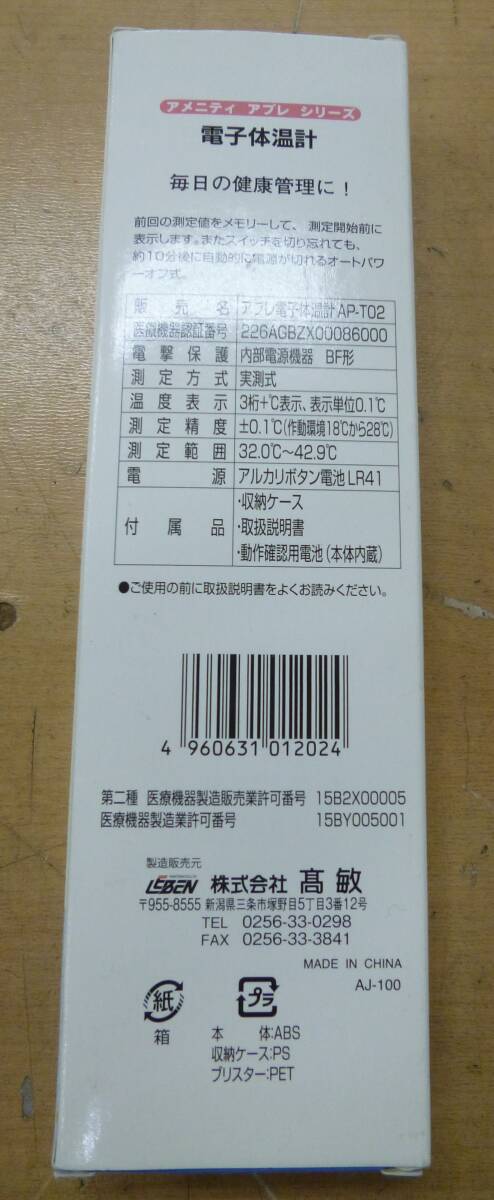 アメニティ アプレ シリーズ
電子体温計
毎日の健康管理に！
前回の測定値をメモリーして、測定開始前に
表示します。またスイッチを切り忘れても、
約10分後に自動的に電源が切れるオートパワ
ーオフ式。
販売名 アプレ電子体温計 AP-T02
医療機器認証番号 226AGBZX00086000
電撃保護 内部電源機器 BF形
測定方式 実測式
温度表示 3桁+℃表示、表示単位0.1℃
測定精度 ±0.1℃(作動環境18℃から28℃)
測定範囲 32.0℃～42.9℃
電源 アルカリボタン電池 LR41
付属品 ・収納ケース
・取扱説明書
・動作確認用電池（本体内蔵）
●ご使用の前に取扱説明書をよくお読みください。
4 960631 012024
第二種 医療機器製造販売業許可番号 15B2X00005
医療機器製造業許可番号 15BY005001
製造販売元
LEBEN 株式会社 髙敏
〒955-8555 新潟県三条市塚野目5丁目3番12号
TEL 0256-33-0298
FAX 0256-33-3841
MADE IN CHINA
AJ-100
紙
プラ
箱
本体:ABS
収納ケース:PS
ブリスター:PET